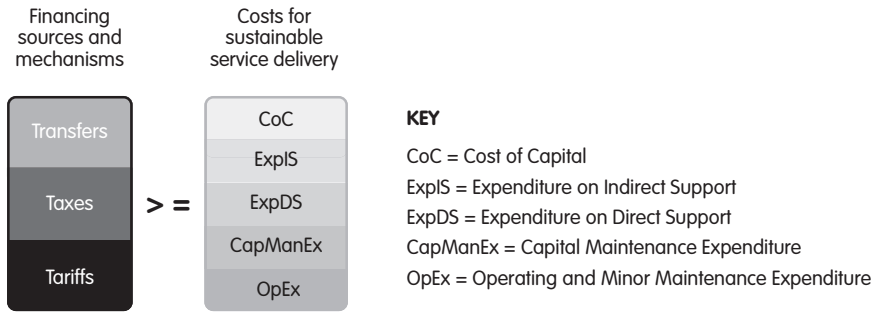 Financing
sources and
mechanisms
Costs for
sustainable
service delivery
Transfers
Taxes
Tariffs
> =
CoC
ExpIS
ExpDS
CapManEx
OpEx
KEY
CoC = Cost of Capital
ExpIS = Expenditure on Indirect Support
ExpDS = Expenditure on Direct Support
CapManEx = Capital Maintenance Expenditure
OpEx = Operating and Minor Maintenance Expenditure